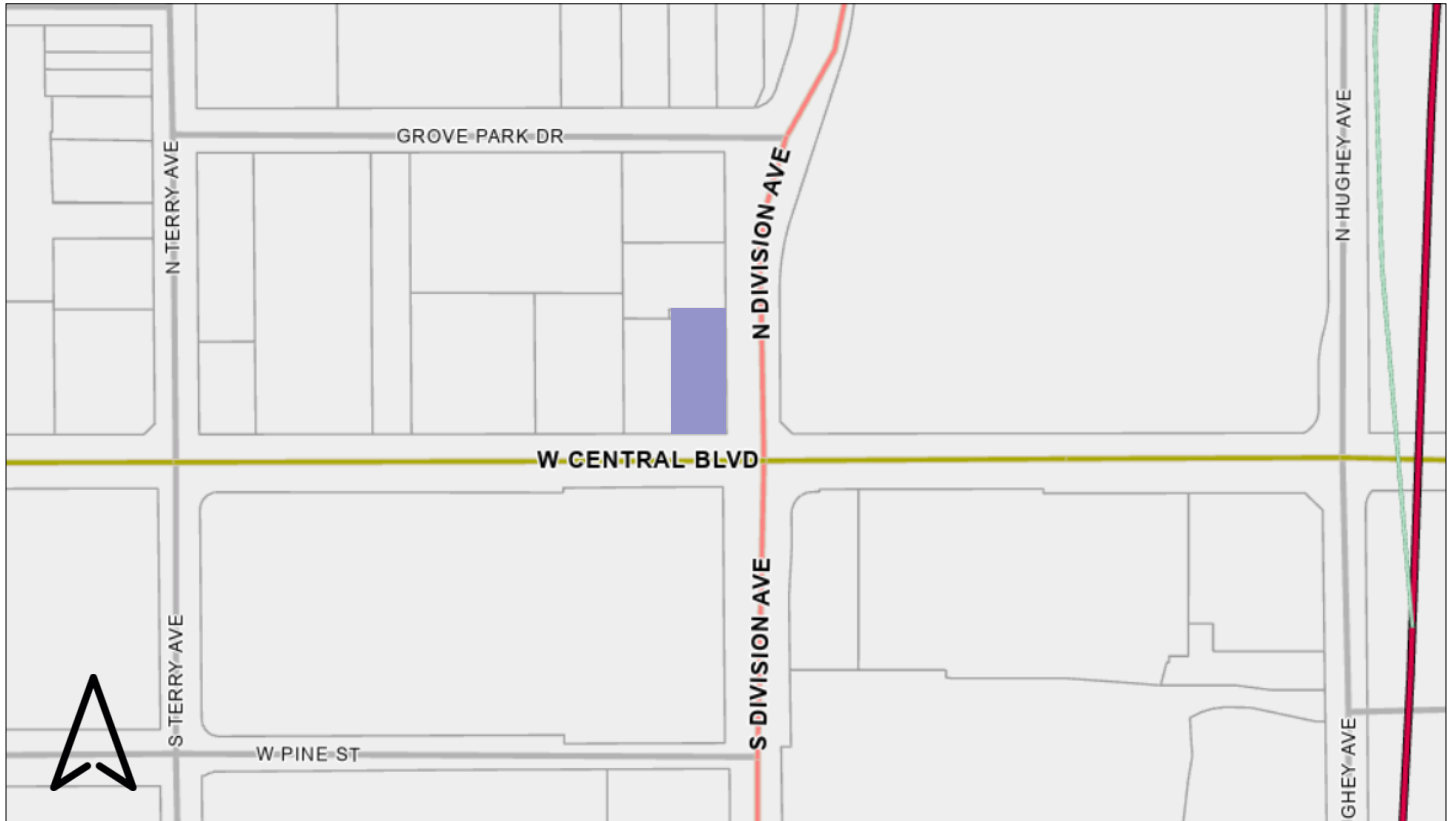 GROVE PARK DR
N TERRY AVE
N DIVISION AVE
N HUGHEY AVE
W CENTRAL BLVD
S TERRY AVE
S DIVISION AVE
W PINE ST
GHEY AVE